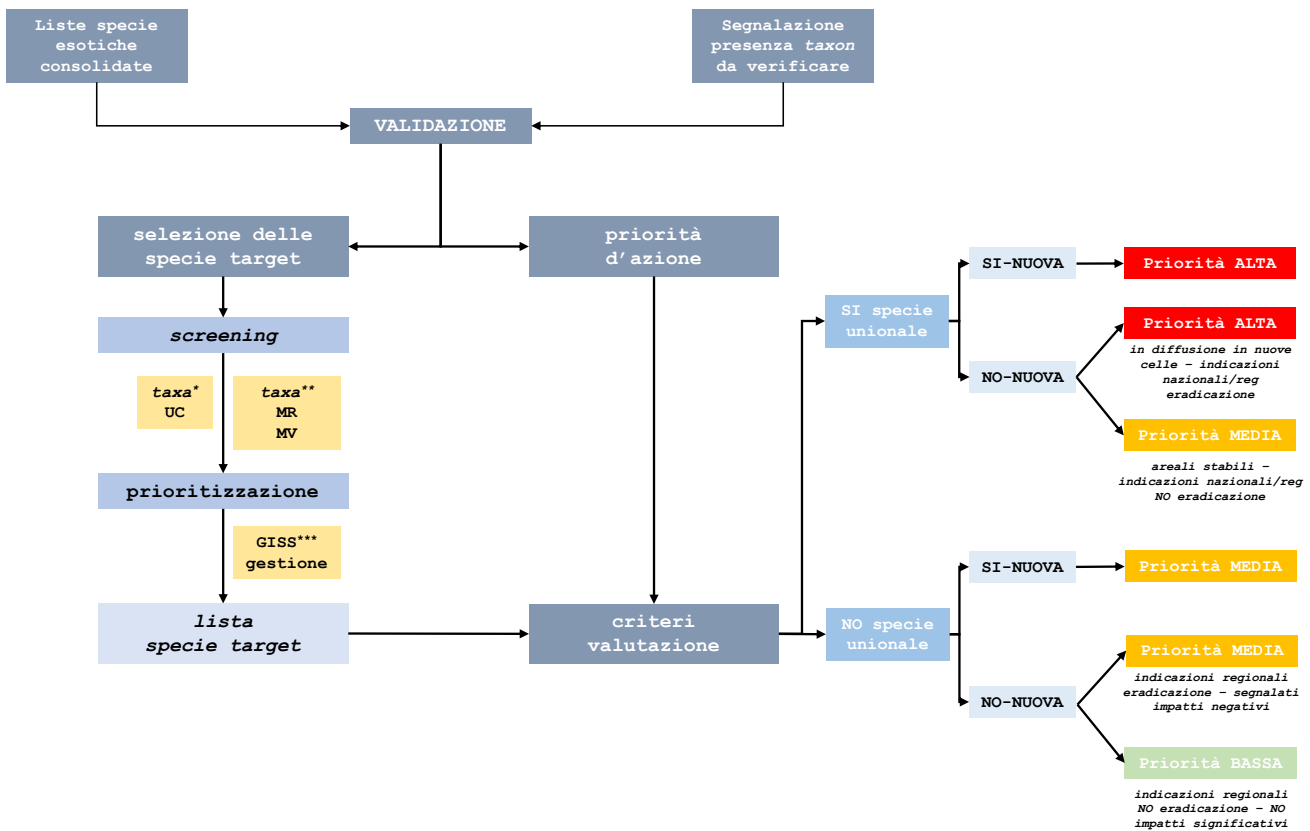 Liste specie
esotiche
consolidate
Segnalazione
presenza taxon
da verificare
VALIDAZIONE
selezione delle
specie target
priorità
d’azione
screening
taxa*
UC
taxa**
MR
MV
prioritizzazione
GISS***
gestione
lista
specie target
criteri
valutazione
SI specie
unionale
SI-NUOVA
Priorità ALTA
NO-NUOVA
Priorità ALTA
in diffusione in nuove
celle – indicazioni
nazionali/reg
eradicazione
Priorità MEDIA
areali stabili –
indicazioni nazionali/reg
NO eradicazione
NO specie
unionale
SI-NUOVA
Priorità MEDIA
NO-NUOVA
Priorità MEDIA
indicazioni regionali
eradicazione – segnalati
impatti negativi
Priorità BASSA
indicazioni regionali
NO eradicazione – NO
impatti significativi